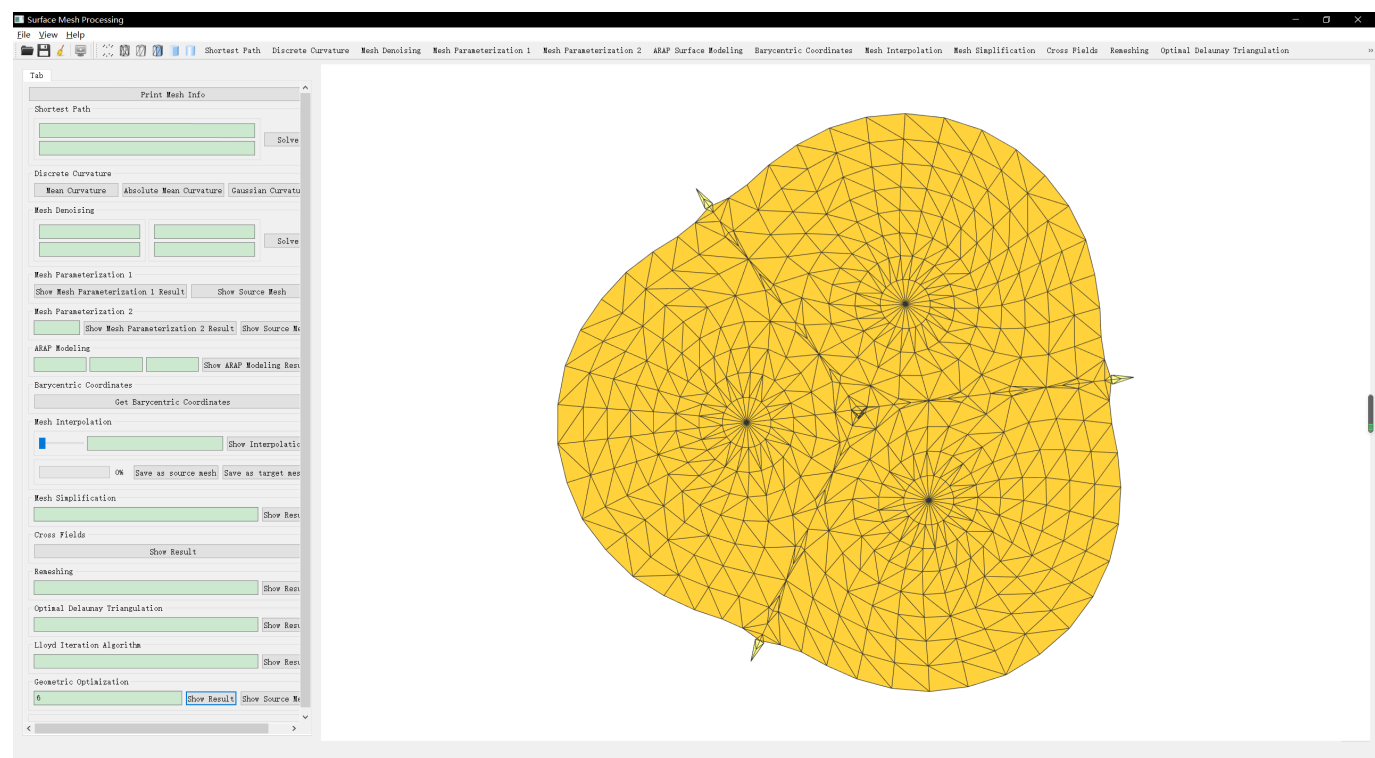 Surface Mesh Processing
File View Help
Shortest Path Discrete Curvature Mesh Denoising Mesh Parameterization 1 Mesh Parameterization 2 ARAP Surface Modeling Barycentric Coordinates Mesh Interpolation Mesh Simplification Cross Fields Remeshing Optimal Delaunay Triangulation »
Tab
Print Mesh Info
Shortest Path
Solve
Discrete Curvature
Mean Curvature Absolute Mean Curvature Gaussian Curvatu
Mesh Denoising
Solve
Mesh Parameterization 1
Show Mesh Parameterization 1 Result Show Source Mesh
Mesh Parameterization 2
Show Mesh Parameterization 2 Result Show Source Me
ARAP Modeling
Show ARAP Modeling Resu
Barycentric Coordinates
Get Barycentric Coordinates
Mesh Interpolation
Show Interpolatic
0% Save as source mesh Save as target mes
Mesh Simplification
Show Resu
Cross Fields
Show Result
Remeshing
Show Resu
Optimal Delaunay Triangulation
Show Resu
Lloyd Iteration Algorithm
Show Resu
Geometric Optimization
6 Show Result Show Source Me